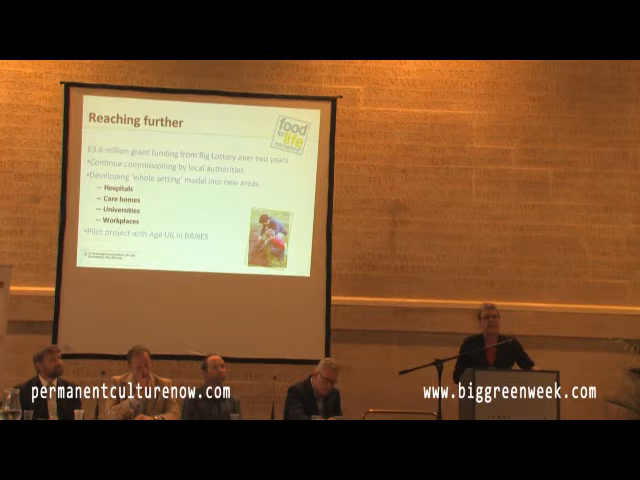 Reaching further
food
for life
PARTNERSHIP
£3.6 million grant funding from Big Lottery over two years
•Continue commissioning by local authorities.
•Developing 'whole setting' model into new areas.
– Hospitals
– Care homes
– Universities
– Workplaces
•Pilot project with Age UK in B&NES
permanentculturenow.com
www.biggreenweek.com